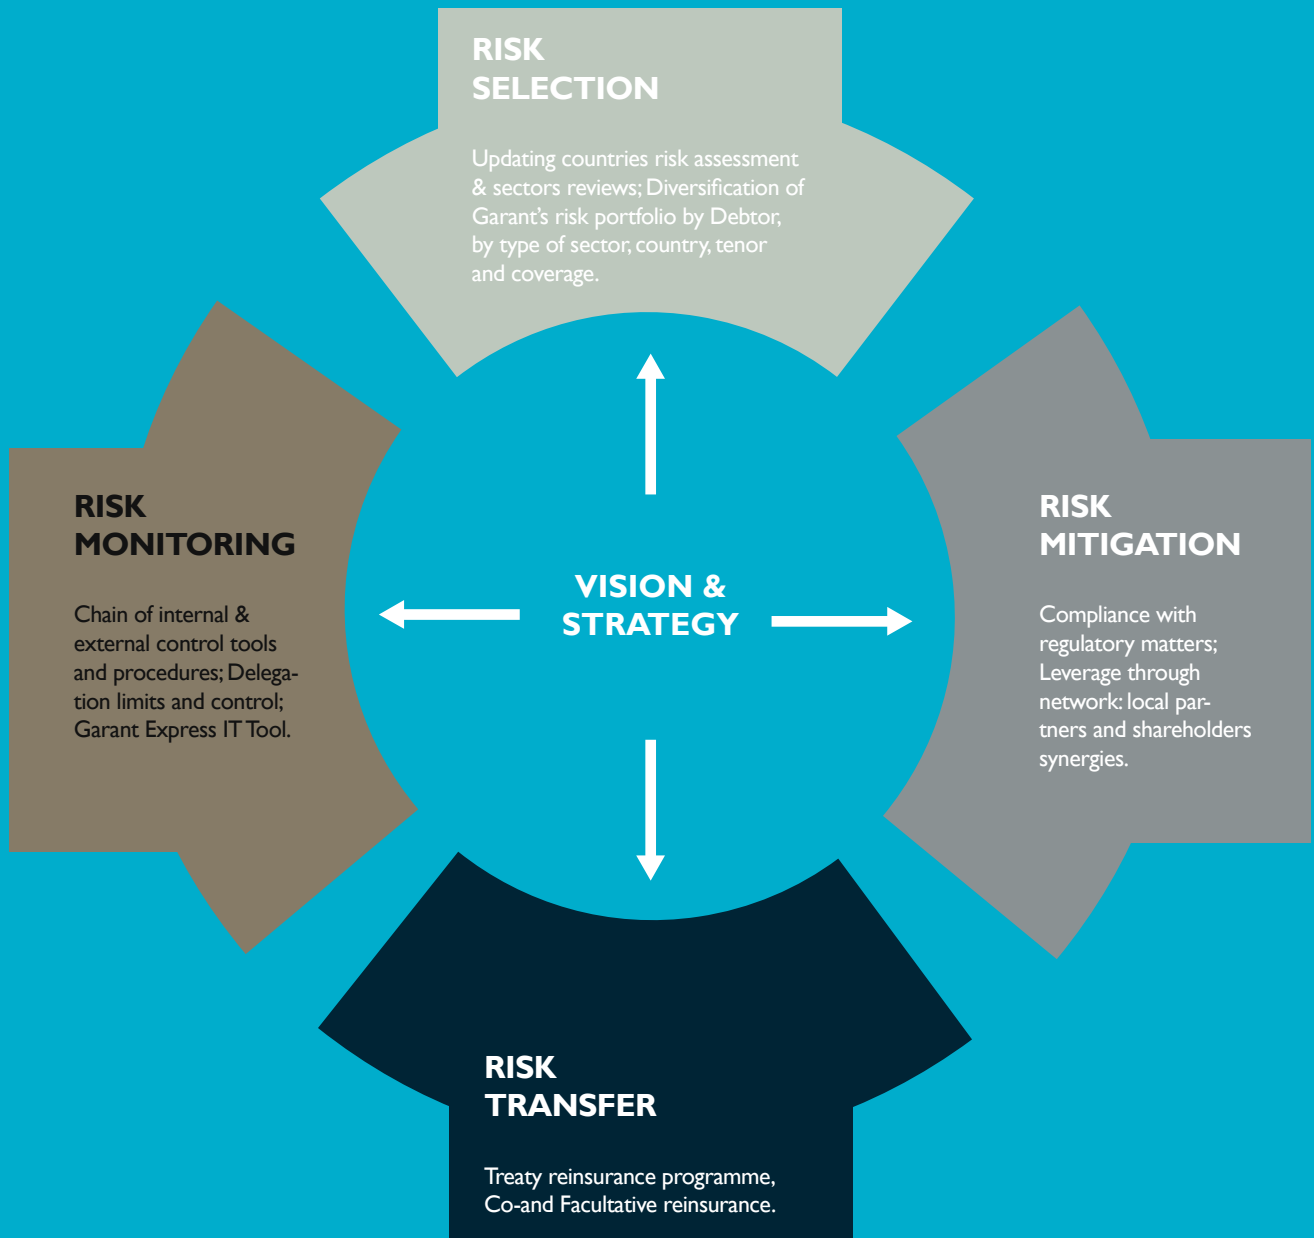 RISK
SELECTION
Updating countries risk assessment
& sectors reviews; Diversification of
Garant's risk portfolio by Debtor,
by type of sector, country, tenor
and coverage.
RISK
MONITORING
Chain of internal &
external control tools
and procedures; Delega-
tion limits and control;
Garant Express IT Tool.
VISION &
STRATEGY
RISK
MITIGATION
Compliance with
regulatory matters;
Leverage through
network: local par-
tners and shareholders
synergies.
RISK
TRANSFER
Treaty reinsurance programme,
Co-and Facultative reinsurance.